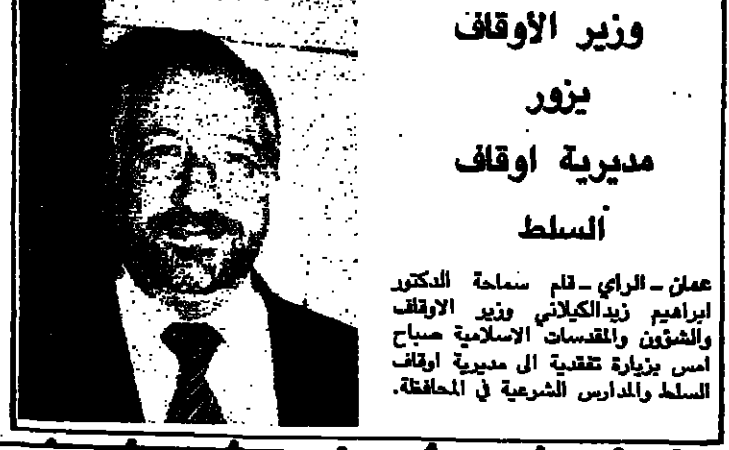 وزير الأوقاف
يزور
مديرية اوقاف
السلط
عمان ـ الراي ـ قام سماحة الدكتور
ابراهيم زيدالكيلاني وزير الاوقاف
والشؤون والمقدسات الاسلامية صباح
امس بزيارة تفقدية الى مديرية اوقاف
السلط والمدارس الشرعية في المحافظة.